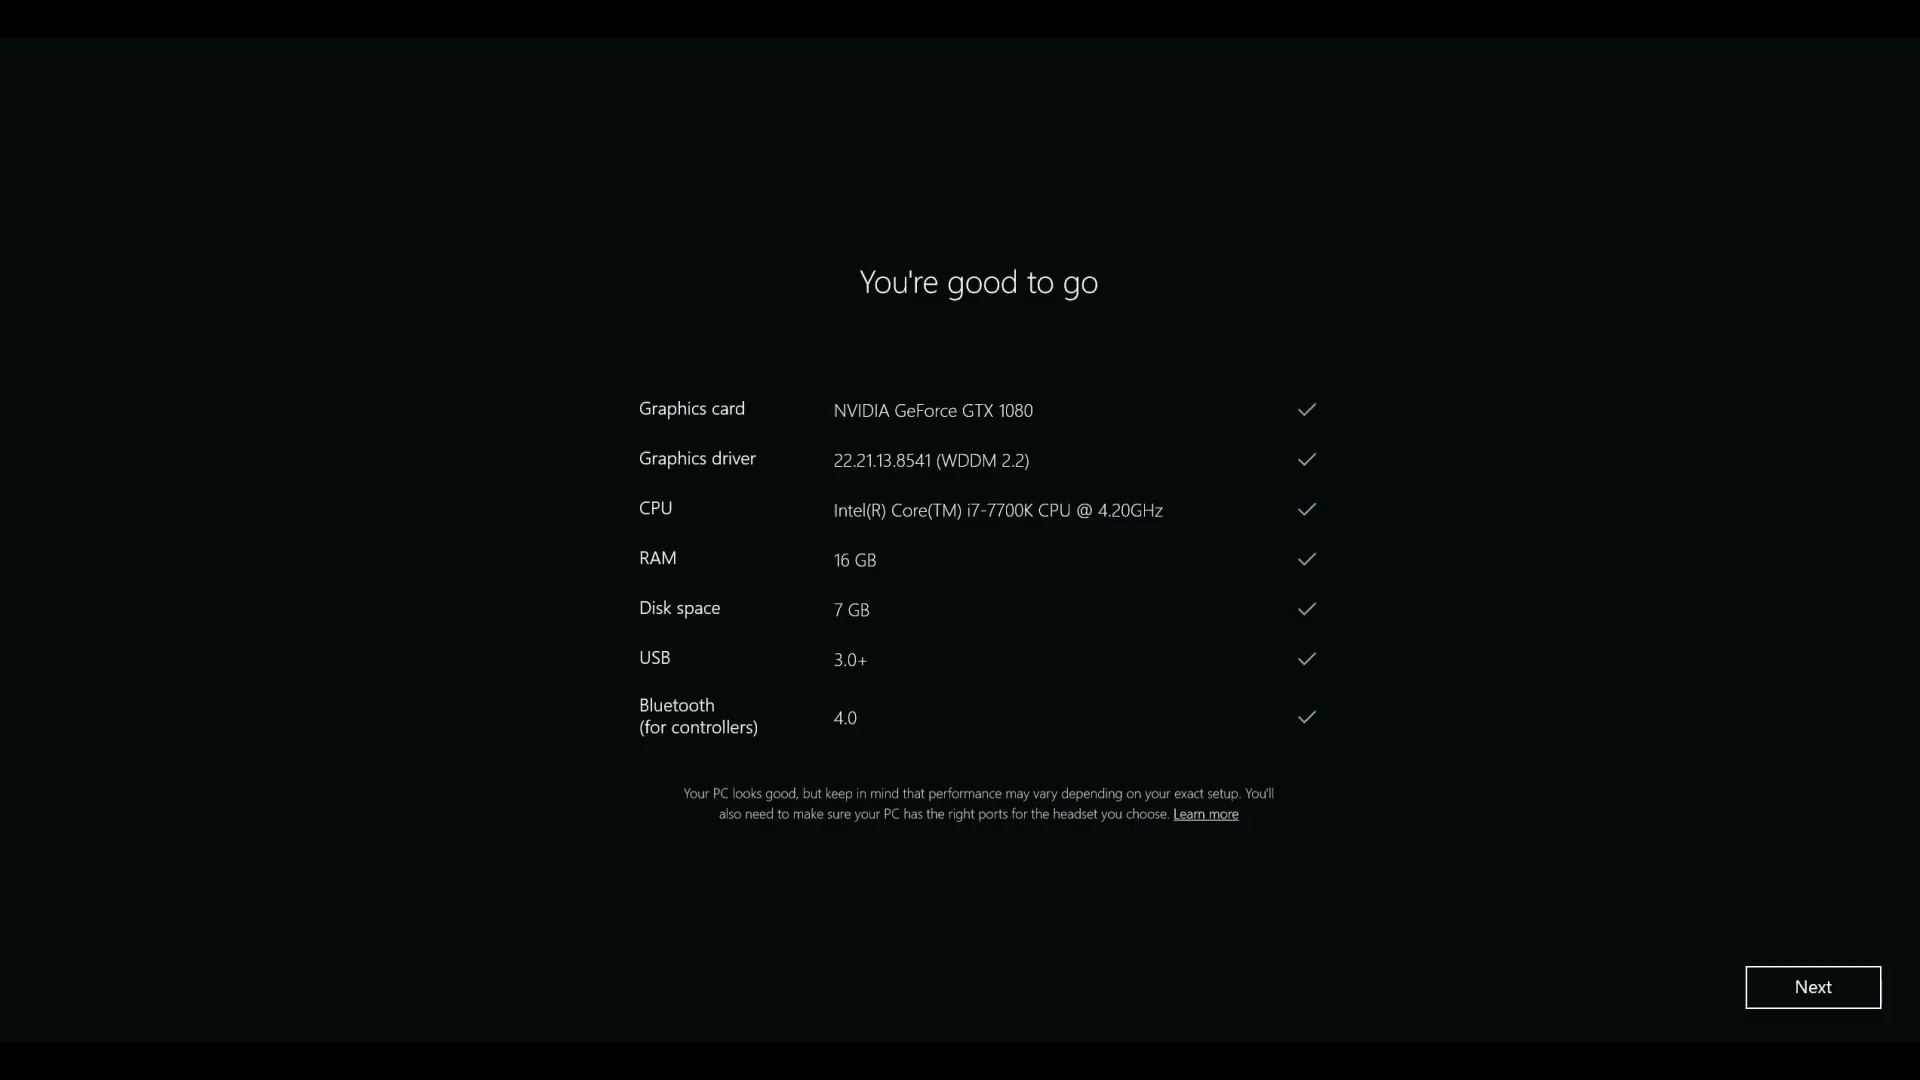 You're good to go
Graphics card NVIDIA GeForce GTX 1080
Graphics driver 22.21.13.8541 (WDDM 2.2)
CPU Intel(R) Core(TM) i7-7700K CPU @ 4.20GHz
RAM 16 GB
Disk space 7 GB
USB 3.0+
Bluetooth
(for controllers) 4.0
Your PC looks good, but keep in mind that performance may vary depending on your exact setup. You'll
also need to make sure your PC has the right ports for the headset you choose. Learn more
Next